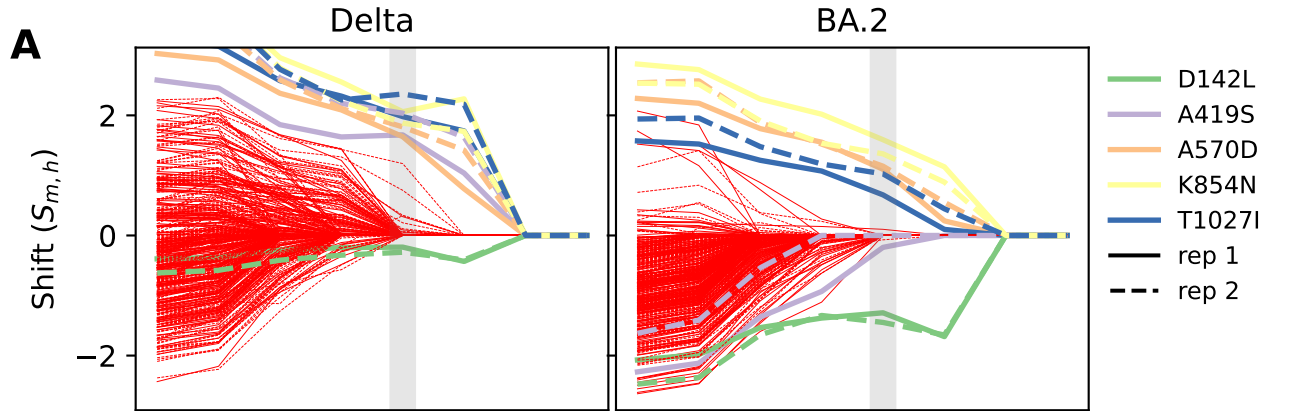 A
Delta
BA.2
Shift (S_{m, h})
2
0
−2
D142L
A419S
A570D
K854N
T1027I
rep 1
rep 2